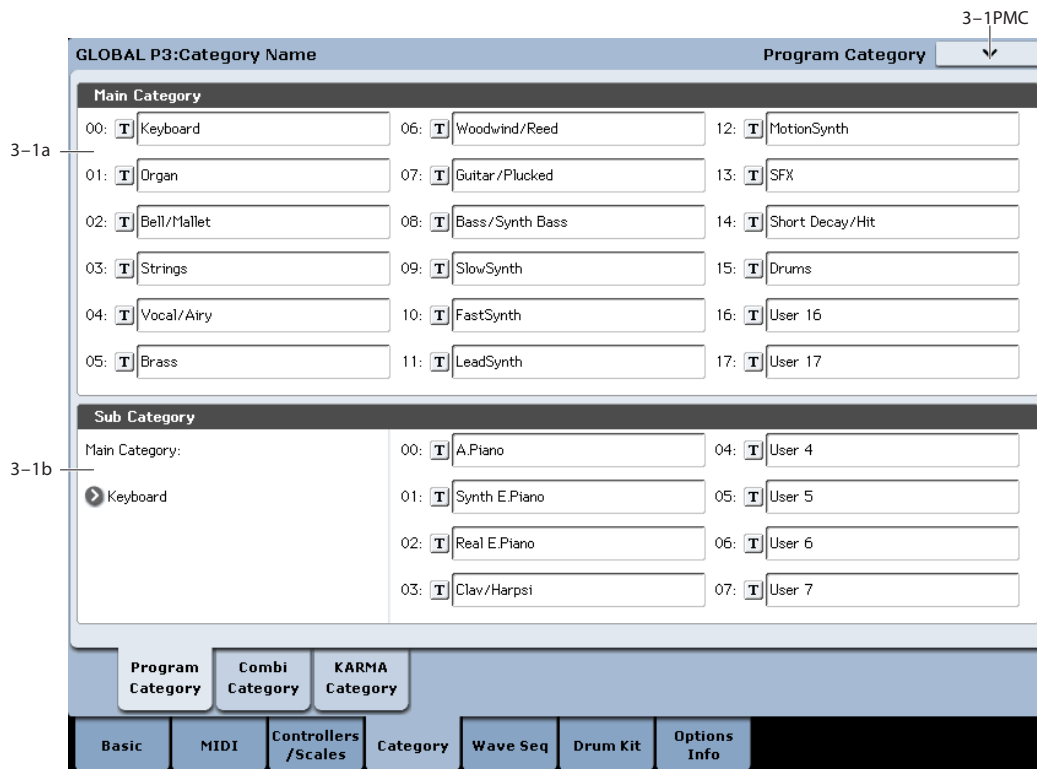 3–1PMC
GLOBAL P3:Category Name
Program Category
Main Category
00: T Keyboard
06: T Woodwind/Reed
12: T MotionSynth
3–1a
01: T Organ
07: T Guitar/Plucked
13: T SFX
02: T Bell/Mallet
08: T Bass/Synth Bass
14: T Short Decay/Hit
03: T Strings
09: T SlowSynth
15: T Drums
04: T Vocal/Airy
10: T FastSynth
16: T User 16
05: T Brass
11: T LeadSynth
17: T User 17
Sub Category
Main Category:
00: T A.Piano
04: T User 4
3–1b
Keyboard
01: T Synth E.Piano
05: T User 5
02: T Real E.Piano
06: T User 6
03: T Clav/Harpsi
07: T User 7
Program
Category
Combi
Category
KARMA
Category
Basic
MIDI
Controllers
/Scales
Category
Wave Seq
Drum Kit
Options
Info